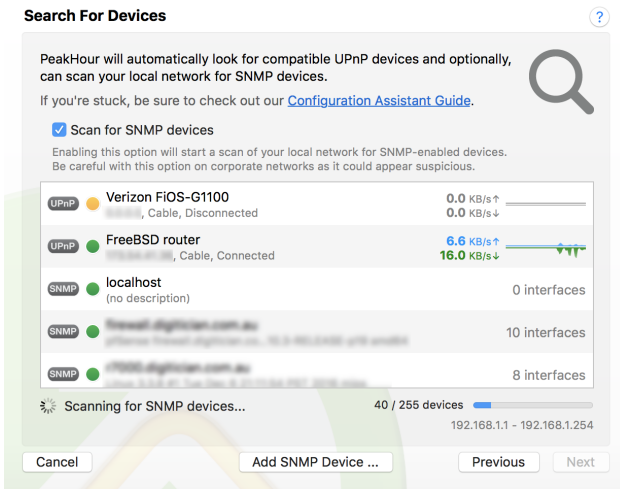 Search For Devices
?
PeakHour will automatically look for compatible UPnP devices and optionally,
can scan your local network for SNMP devices.
If you're stuck, be sure to check out our Configuration Assistant Guide.
Scan for SNMP devices
Enabling this option will start a scan of your local network for SNMP-enabled devices.
Be careful with this option on corporate networks as it could appear suspicious.
UPnP Verizon FiOS-G1100 0.0 KB/s↑
, Cable, Disconnected 0.0 KB/s↓
UPnP FreeBSD router 6.6 KB/s↑
, Cable, Connected 16.0 KB/s↓
SNMP localhost 0 interfaces
(no description)
SNMP 10 interfaces
SNMP 8 interfaces
Scanning for SNMP devices... 40 / 255 devices
192.168.1.1 - 192.168.1.254
Cancel Add SNMP Device ... Previous Next